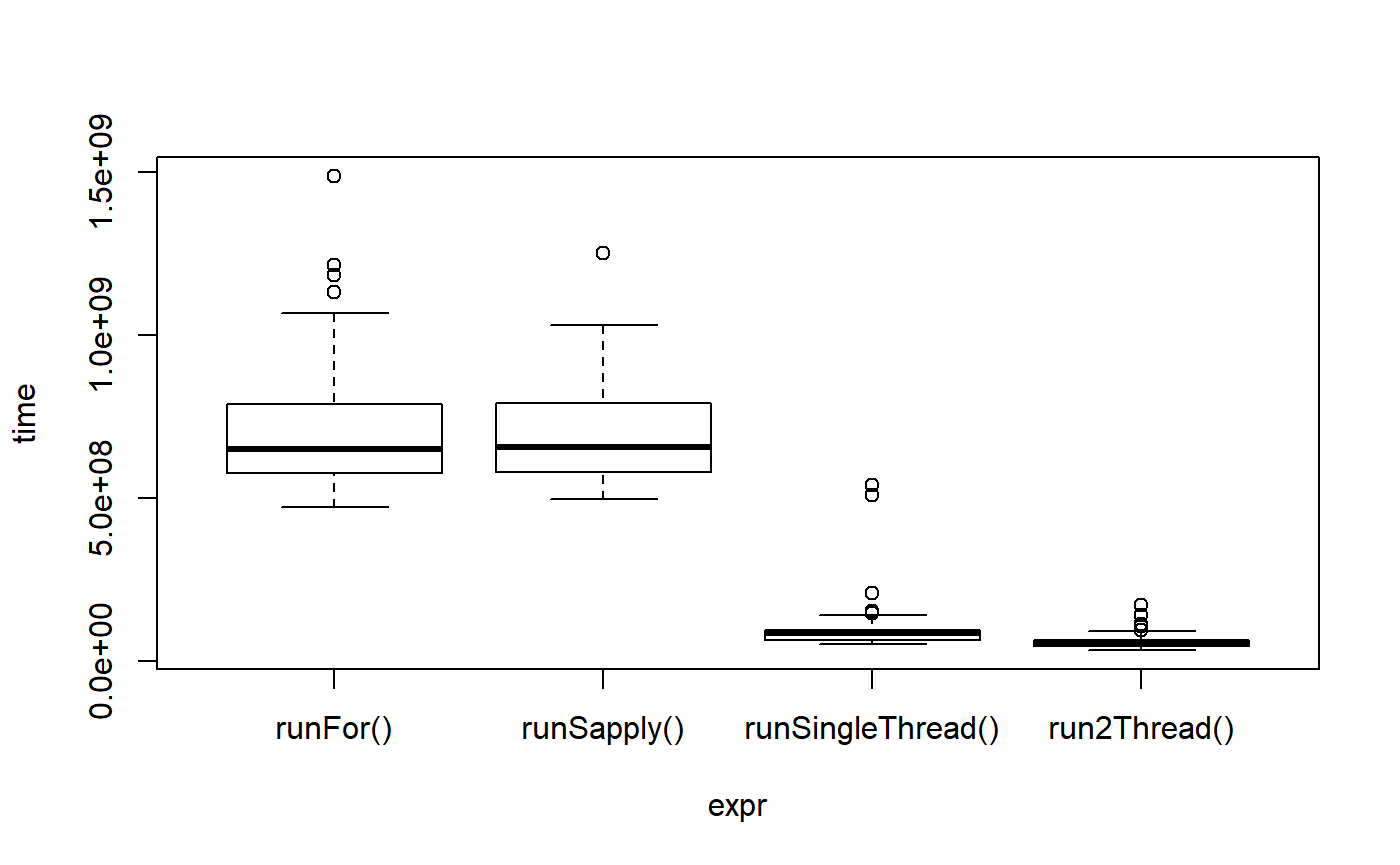 time
1.5e+09
1.0e+09
5.0e+08
0.0e+00
runFor() runSapply() runSingleThread() run2Thread()
expr